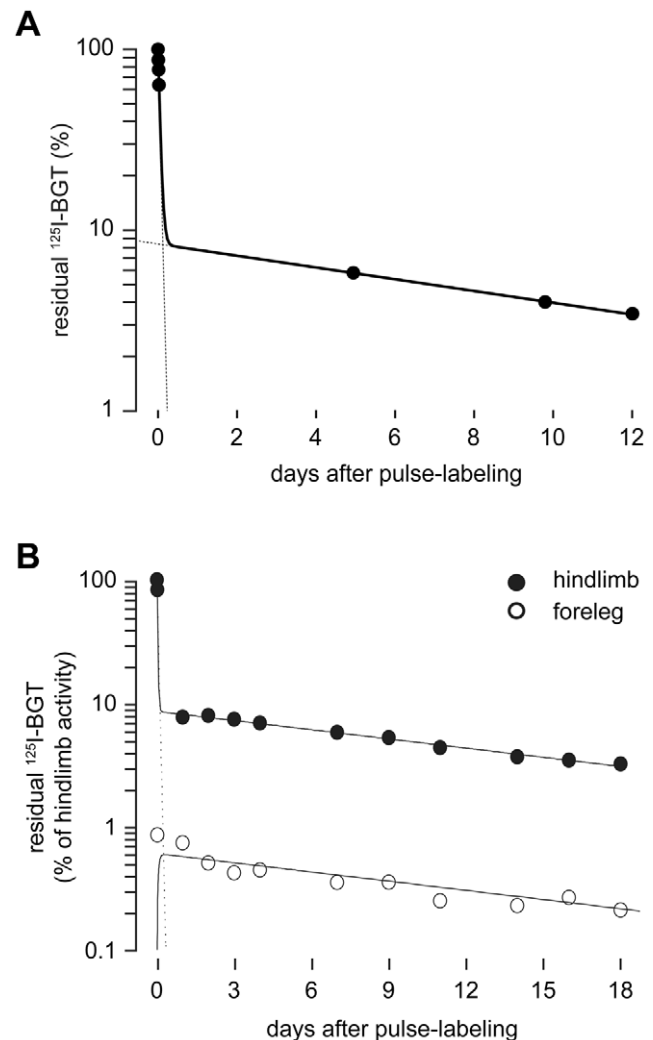 A
100
10
1
residual ¹²⁵I-BGT (%)
0 2 4 6 8 10 12
days after pulse-labeling
B
hindlimb
foreleg
100
10
1
0.1
residual ¹²⁵I-BGT
(% of hindlimb activity)
0 3 6 9 12 15 18
days after pulse-labeling